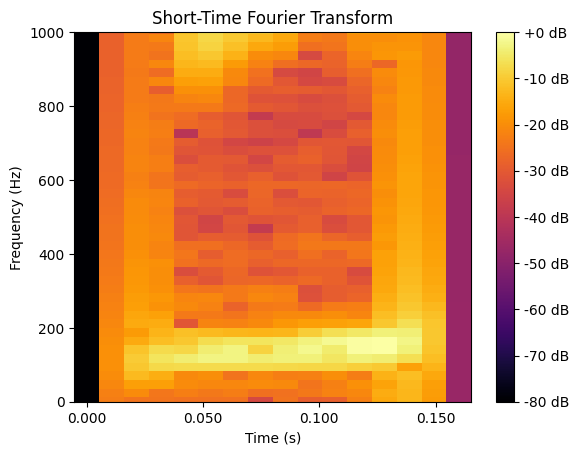 Short-Time Fourier Transform
1000
800
600
400
200
0
Frequency (Hz)
0.000
0.050
0.100
0.150
Time (s)
+0 dB
-10 dB
-20 dB
-30 dB
-40 dB
-50 dB
-60 dB
-70 dB
-80 dB